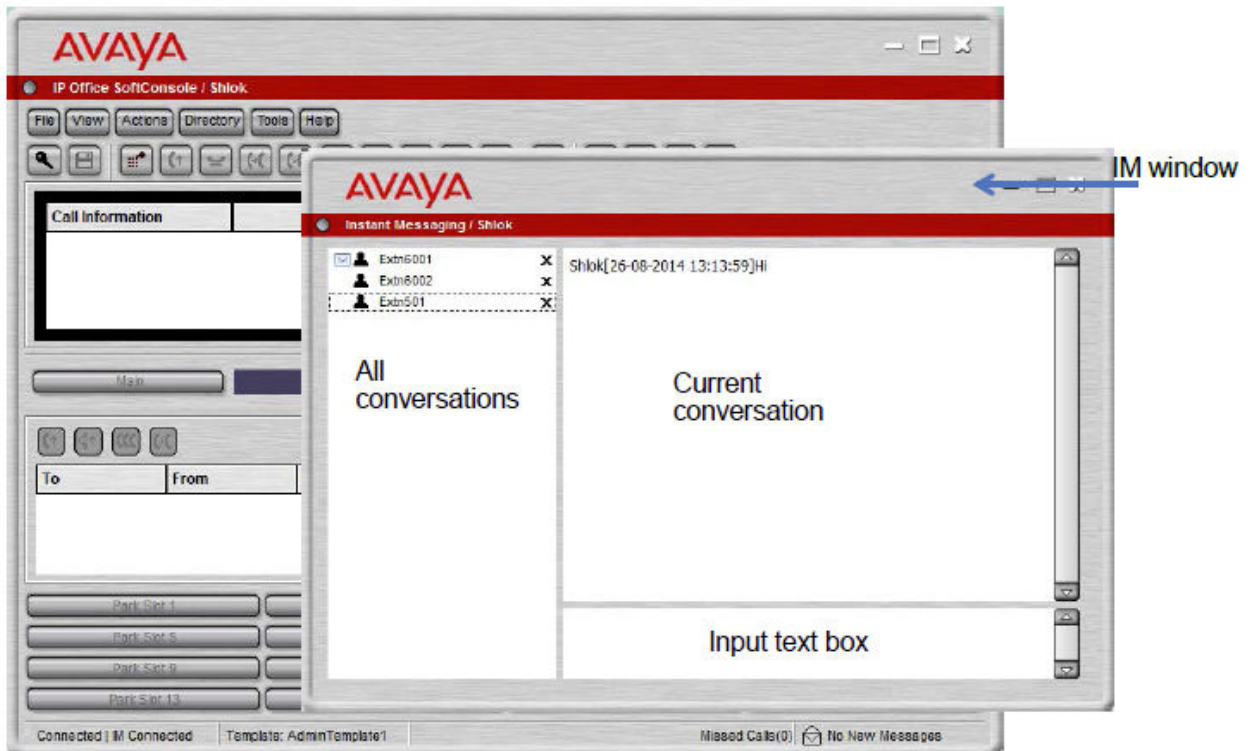 AVAYA
IP Office SoftConsole / Shlok
File View Actions Directory Tools Help
IM window
AVAYA
Call Information
Instant Messaging / Shlok
Extn6001 X
Extn6002 X
Extn501 X
Shlok[26-08-2014 13:13:59]Hi
All
conversations
Current
conversation
Main
To From
Input text box
Park Slot 1
Park Slot 5
Park Slot 9
Park Slot 13
Connected | IM Connected Template: AdminTemplate1 Missed Calls(0) No New Messages